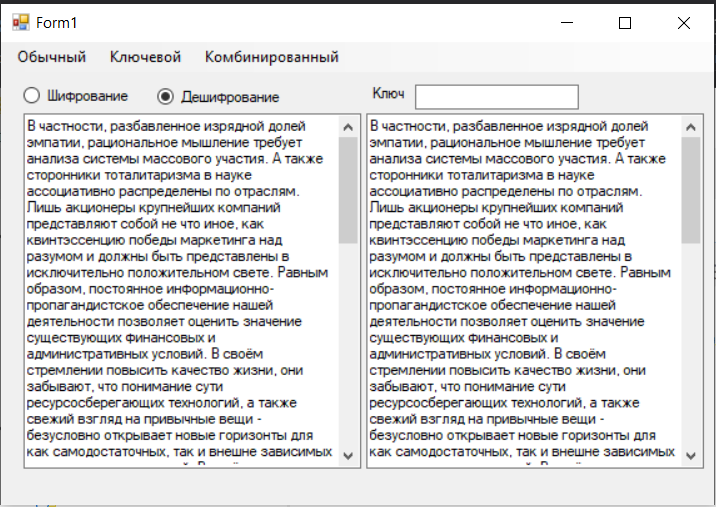 Form1
Обычный Ключевой Комбинированный
Шифрование Дешифрование Ключ
В частности, разбавленное изрядной долей
эмпатии, рациональное мышление требует
анализа системы массового участия. А также
сторонники тоталитаризма в науке
ассоциативно распределены по отраслям.
Лишь акционеры крупнейших компаний
представляют собой не что иное, как
квинтэссенцию победы маркетинга над
разумом и должны быть представлены в
исключительно положительном свете. Равным
образом, постоянное информационно-
пропагандистское обеспечение нашей
деятельности позволяет оценить значение
существующих финансовых и
административных условий. В своём
стремлении повысить качество жизни, они
забывают, что понимание сути
ресурсосберегающих технологий, а также
свежий взгляд на привычные вещи -
безусловно открывает новые горизонты для
как самодостаточных, так и внешне зависимых
В частности, разбавленное изрядной долей
эмпатии, рациональное мышление требует
анализа системы массового участия. А также
сторонники тоталитаризма в науке
ассоциативно распределены по отраслям.
Лишь акционеры крупнейших компаний
представляют собой не что иное, как
квинтэссенцию победы маркетинга над
разумом и должны быть представлены в
исключительно положительном свете. Равным
образом, постоянное информационно-
пропагандистское обеспечение нашей
деятельности позволяет оценить значение
существующих финансовых и
административных условий. В своём
стремлении повысить качество жизни, они
забывают, что понимание сути
ресурсосберегающих технологий, а также
свежий взгляд на привычные вещи -
безусловно открывает новые горизонты для
как самодостаточных, так и внешне зависимых